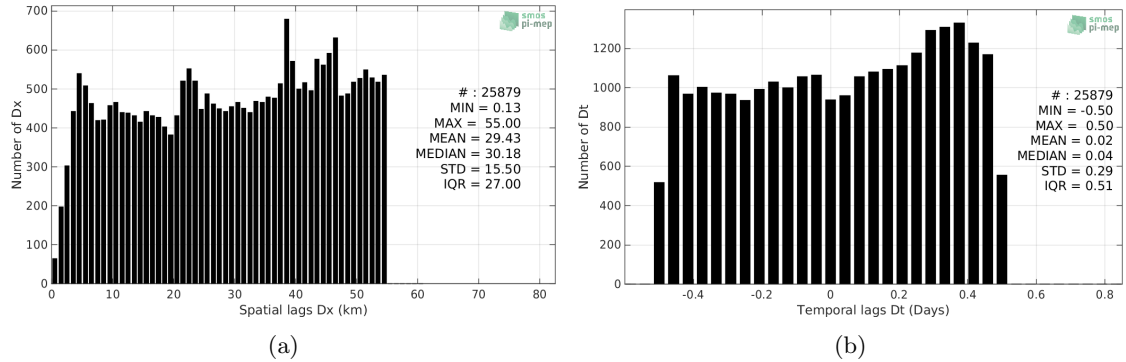 700
600
500
400
300
200
100
0
Number of Dx
0 10 20 30 40 50 60 70 80
Spatial lags Dx (km)
smos
pi-mep
# : 25879
MIN = 0.13
MAX = 55.00
MEAN = 29.43
MEDIAN = 30.18
STD = 15.50
IQR = 27.00
(a)
1200
1000
800
600
400
200
0
Number of Dt
-0.4 -0.2 0 0.2 0.4 0.6 0.8
Temporal lags Dt (Days)
smos
pi-mep
# : 25879
MIN = -0.50
MAX = 0.50
MEAN = 0.02
MEDIAN = 0.04
STD = 0.29
IQR = 0.51
(b)